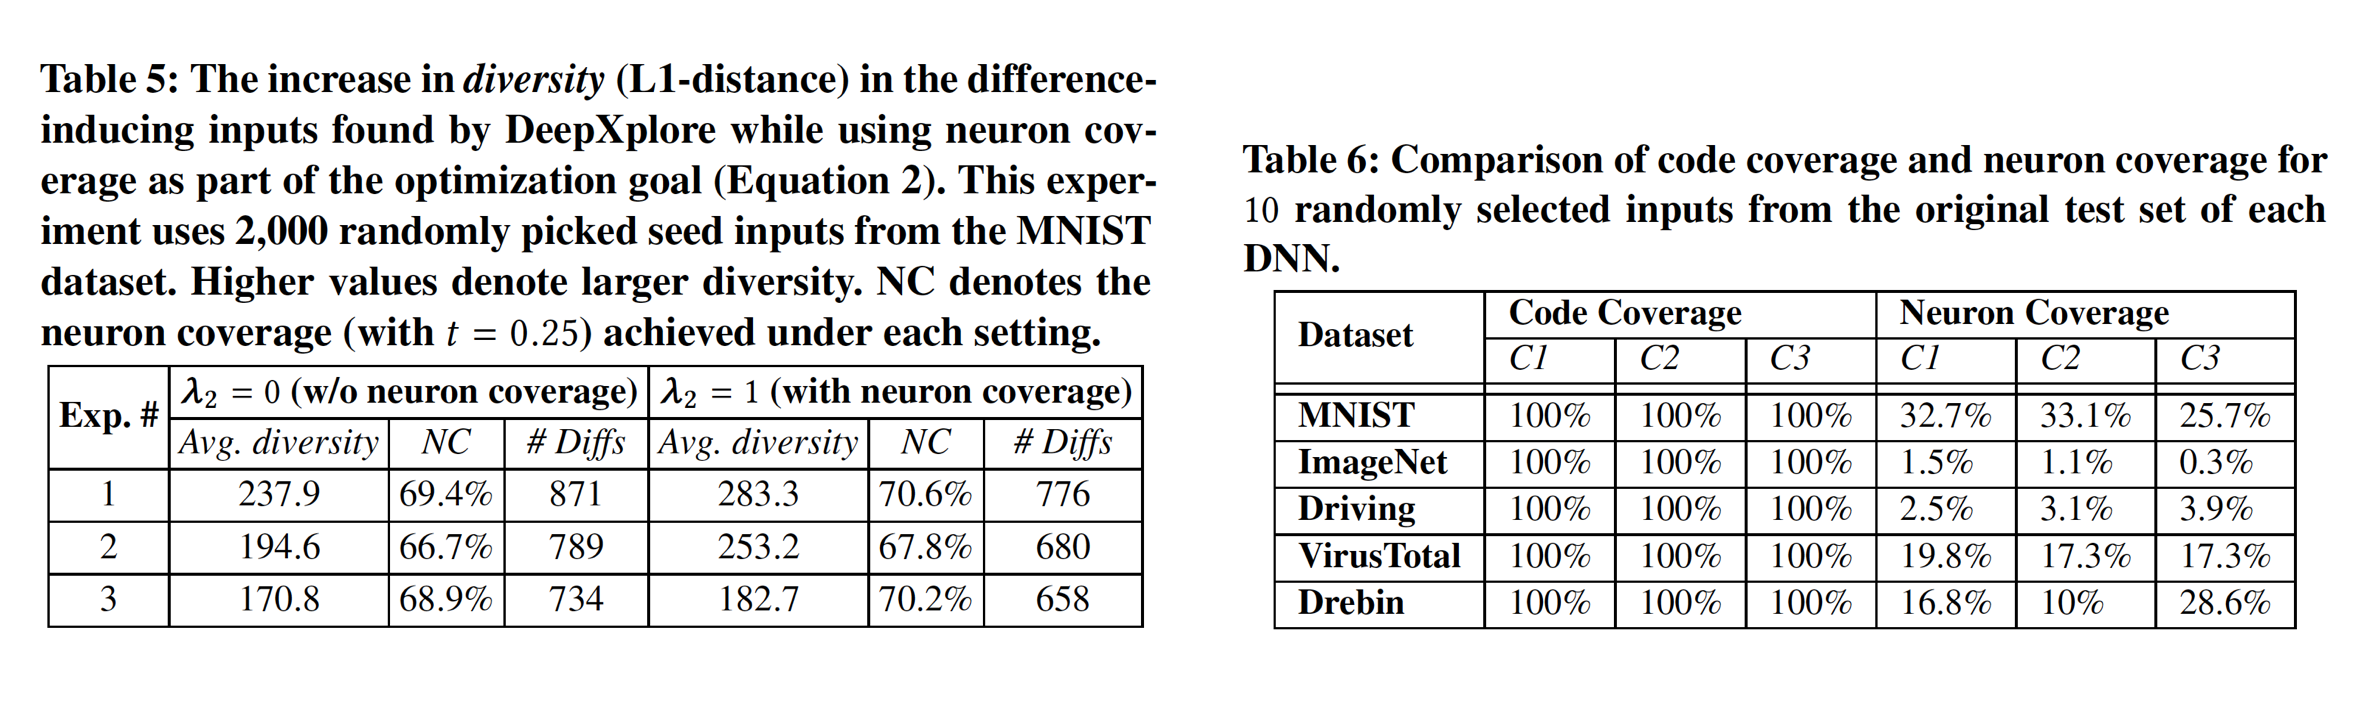 Table 5: The increase in diversity (L1-distance) in the difference-
inducing inputs found by DeepXplore while using neuron cov-
erage as part of the optimization goal (Equation 2). This exper-
iment uses 2,000 randomly picked seed inputs from the MNIST
dataset. Higher values denote larger diversity. NC denotes the
neuron coverage (with t = 0.25) achieved under each setting.
Exp. # λ₂ = 0 (w/o neuron coverage) λ₂ = 1 (with neuron coverage)
Avg. diversity NC # Diffs Avg. diversity NC # Diffs
1 237.9 69.4% 871 283.3 70.6% 776
2 194.6 66.7% 789 253.2 67.8% 680
3 170.8 68.9% 734 182.7 70.2% 658
Table 6: Comparison of code coverage and neuron coverage for
10 randomly selected inputs from the original test set of each
DNN.
Dataset Code Coverage Neuron Coverage
C1 C2 C3 C1 C2 C3
MNIST 100% 100% 100% 32.7% 33.1% 25.7%
ImageNet 100% 100% 100% 1.5% 1.1% 0.3%
Driving 100% 100% 100% 2.5% 3.1% 3.9%
VirusTotal 100% 100% 100% 19.8% 17.3% 17.3%
Drebin 100% 100% 100% 16.8% 10% 28.6%